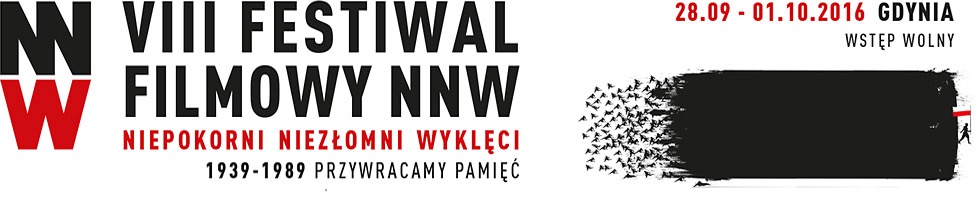 NN
W
VIII FESTIWAL
FILMOWY NNW
NIEPOKORNI NIEZŁOMNI WYKLĘCI
1939-1989 PRZYWRACAMY PAMIĘĆ
28.09 - 01.10.2016 GDYNIA
WSTĘP WOLNY